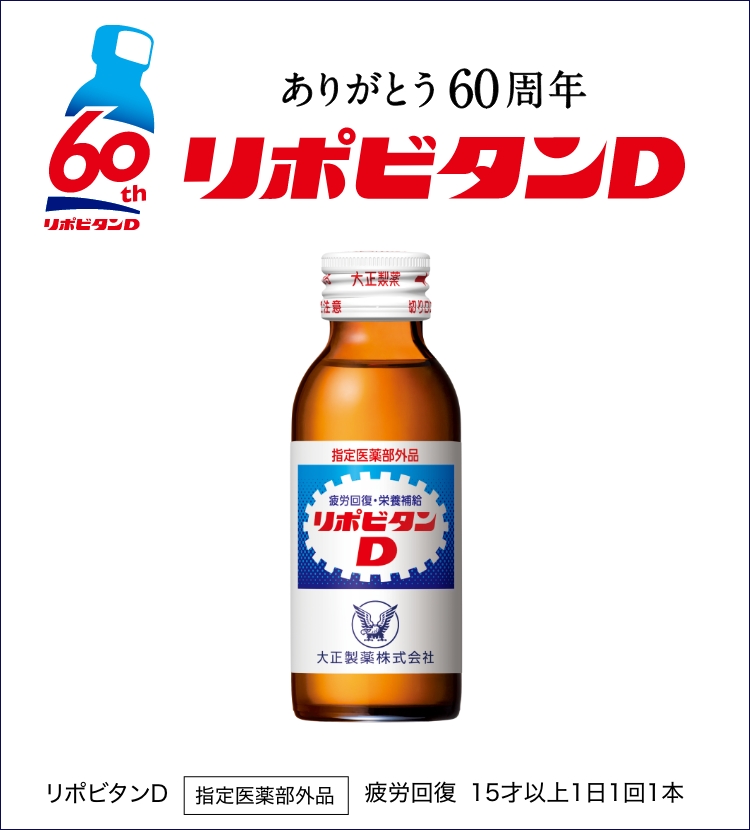 ありがとう60周年
リポビタンD
60th
リポビタンD
大正製薬
注意
指定医薬部外品
疲労回復・栄養補給
リポビタン
D
大正製薬株式会社
リポビタンD 指定医薬部外品 疲労回復 15才以上1日1回1本